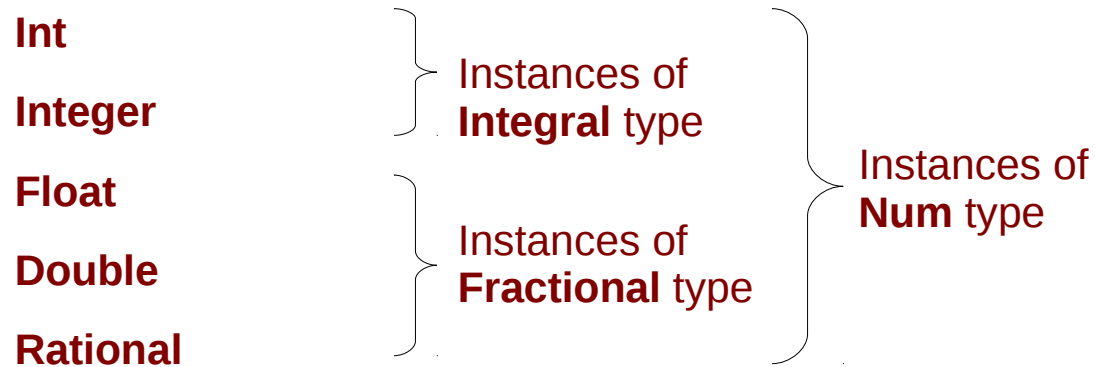 Int
Integer
Float
Double
Rational
Instances of
Integral type
Instances of
Fractional type
Instances of
Num type